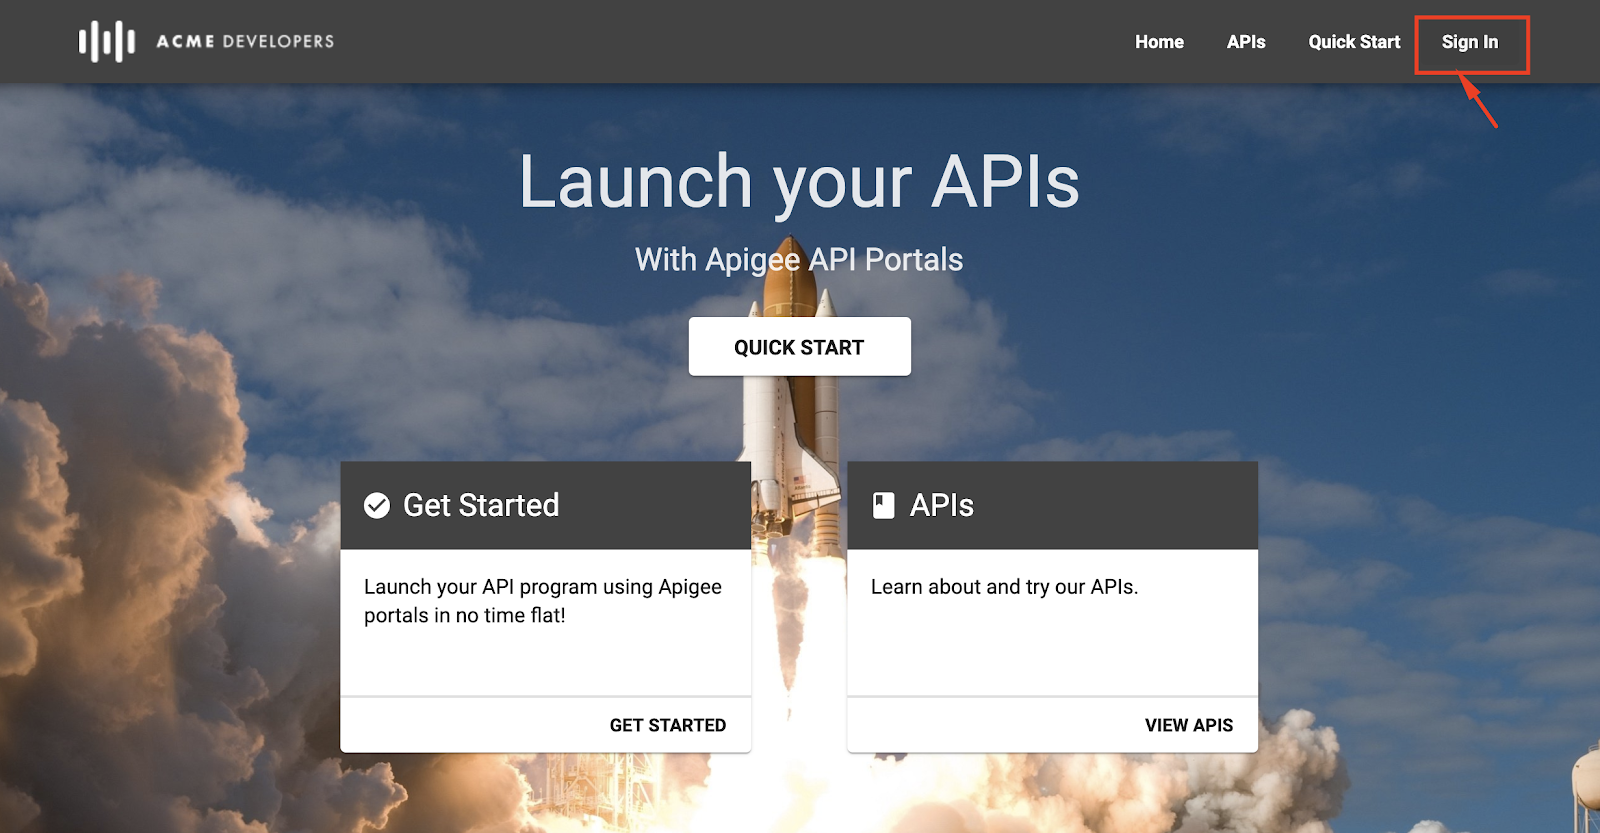 ACME DEVELOPERS
Home APIs Quick Start Sign In
Launch your APIs
With Apigee API Portals
QUICK START
Get Started
Launch your API program using Apigee
portals in no time flat!
GET STARTED
APIs
Learn about and try our APIs.
VIEW APIS